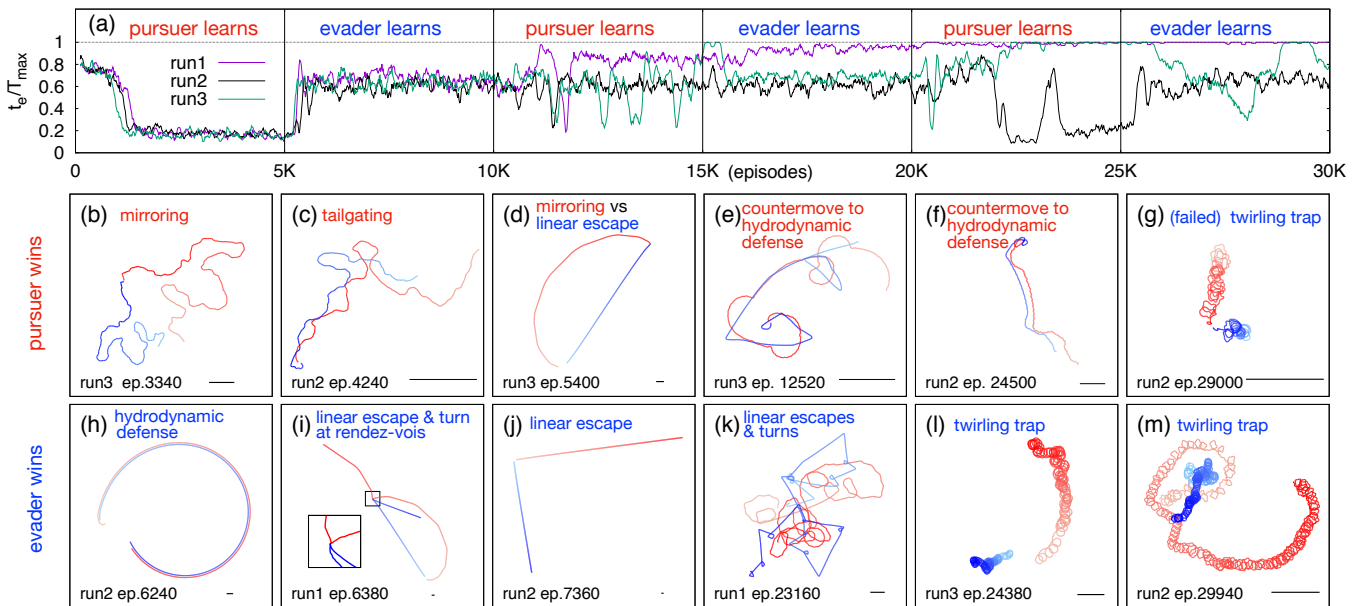 (a) pursuer learns evader learns pursuer learns evader learns pursuer learns evader learns
1
0.8
0.6
0.4
0.2
0
t_e/T_max
run1
run2
run3
0 5K 10K 15K (episodes) 20K 25K 30K
pursuer wins
(b) mirroring
run3 ep.3340
(c) tailgating
run2 ep.4240
(d) mirroring vs
linear escape
run3 ep.5400
(e) countermove to
hydrodynamic
defense
run3 ep. 12520
(f) countermove to
hydrodynamic
defense
run2 ep. 24500
(g) (failed) twirling trap
run2 ep.29000
evader wins
(h) hydrodynamic
defense
run2 ep.6240
(i) linear escape & turn
at rendez-vois
run1 ep.6380
(j) linear escape
run2 ep.7360
(k) linear escapes
& turns
run1 ep.23160
(l) twirling trap
run3 ep.24380
(m) twirling trap
run2 ep.29940